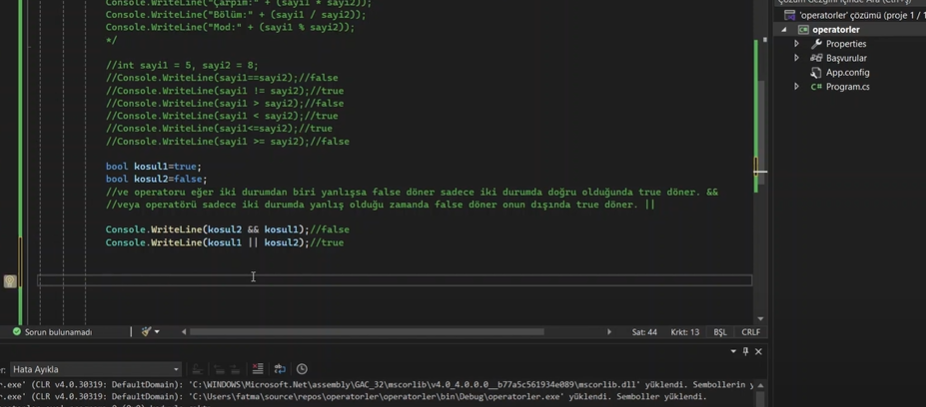 Console.WriteLine("Çarpım:" + (sayi1 * sayi2));
Console.WriteLine("Bölüm:" + (sayi1 / sayi2));
Console.WriteLine("Mod:" + (sayi1 % sayi2));
*/
//int sayi1 = 5, sayi2 = 8;
//Console.WriteLine(sayi1==sayi2);//false
//Console.WriteLine(sayi1 != sayi2);//true
//Console.WriteLine(sayi1 > sayi2);//false
//Console.WriteLine(sayi1 < sayi2);//true
//Console.WriteLine(sayi1<=sayi2);//true
//Console.WriteLine(sayi1 >= sayi2);//false
bool kosul1=true;
bool kosul2=false;
//ve operatoru eğer iki durumdan biri yanlışsa false döner sadece iki durumda doğru olduğunda true döner. &&
//veya operatörü sadece iki durumda yanlış olduğu zamanda false döner onun dışında true döner. ||
Console.WriteLine(kosul2 && kosul1);//false
Console.WriteLine(kosul1 || kosul2);//true
Sorun bulunamadı
Sat: 44 Krkt: 13 BŞL CRLF
Hata Ayıkla
r.exe' (CLR v4.0.30319: DefaultDomain): 'C:\WINDOWS\Microsoft.Net\assembly\GAC_32\mscorlib\v4.0_4.0.0.0__b77a5c561934e089\mscorlib.dll' yüklendi. Sembollerin
r.exe' (CLR v4.0.30319: DefaultDomain): 'C:\Users\fatma\source\repos\operatorler\operatorler\bin\Debug\operatorler.exe' yüklendi. Semboller yüklendi.
'operatorler' çözümü (proje 1 / 1
operatorler
Properties
Başvurular
App.config
C# Program.cs